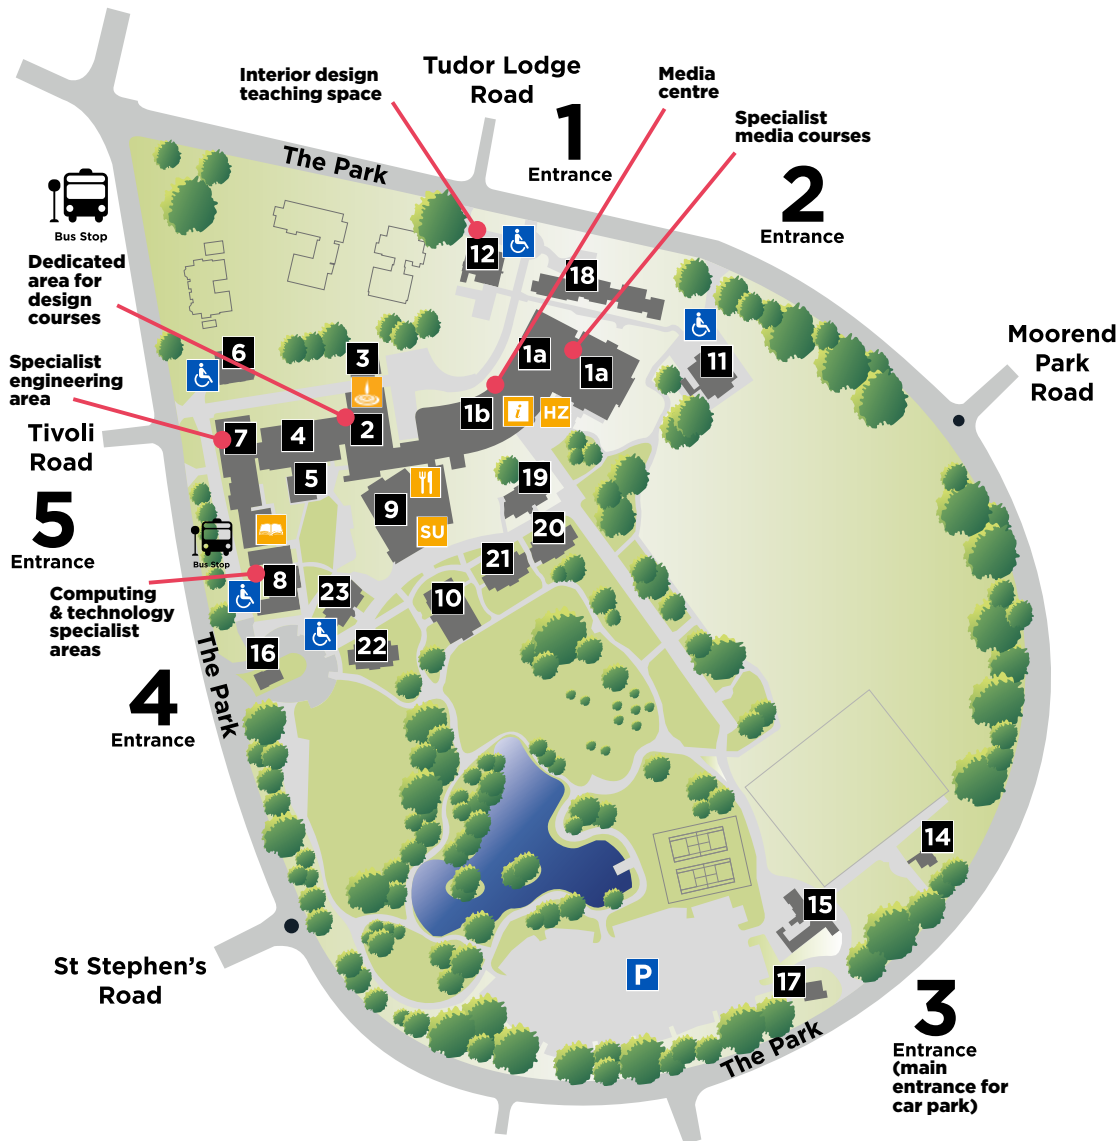 Interior design
teaching space
Tudor Lodge
Road
Media
centre
1
Entrance
Specialist
media courses
The Park
2
Entrance
Bus Stop
Dedicated
area for
design
courses
12
18
Moorend
Park
Road
Specialist
engineering
area
6
3
1a
1a
11
1b
i
HZ
Tivoli
Road
7
4
2
5
9
SU
19
20
21
5
Entrance
Bus Stop
Computing
& technology
specialist
areas
8
23
10
16
22
The Park
4
Entrance
14
15
St Stephen's
Road
P
17
The Park
3
Entrance
(main
entrance for
car park)